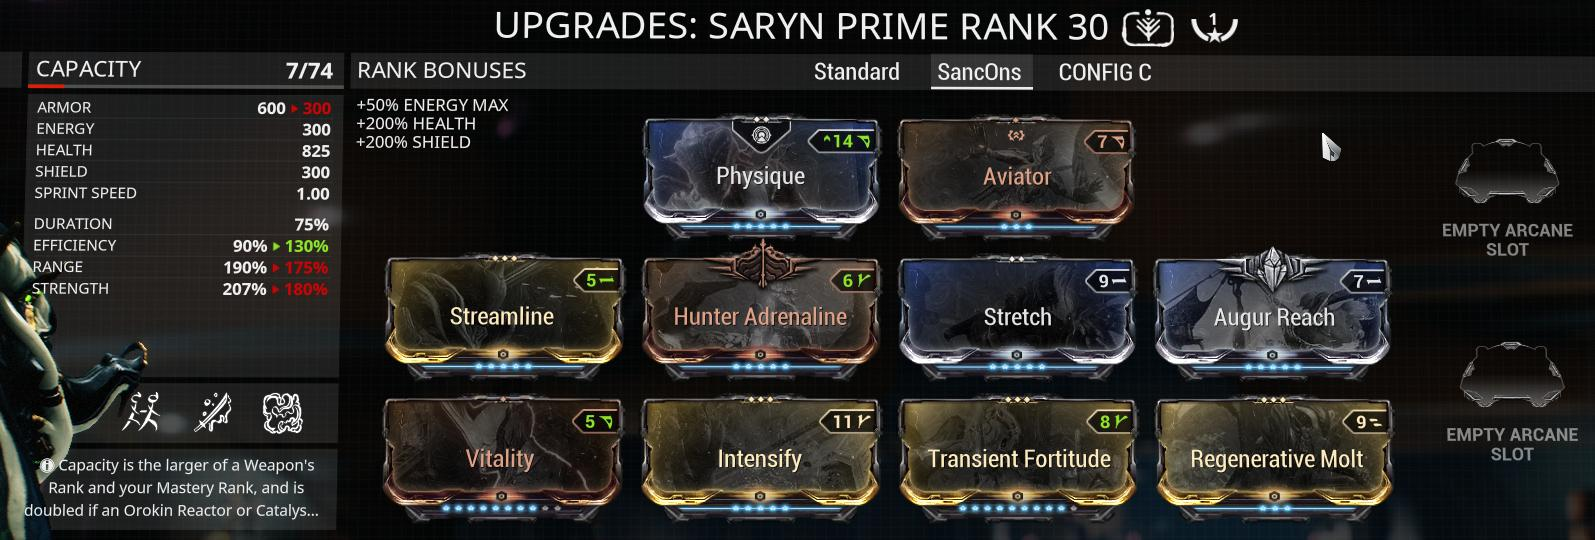 UPGRADES: SARYN PRIME RANK 30
1
CAPACITY 7/74
RANK BONUSES
Standard SancOns CONFIG C
ARMOR 600 300
ENERGY 300
HEALTH 825
SHIELD 300
SPRINT SPEED 1.00
DURATION 75%
EFFICIENCY 90% 130%
RANGE 190% 175%
STRENGTH 207% 180%
+50% ENERGY MAX
+200% HEALTH
+200% SHIELD
14
Physique
7
Aviator
5
Streamline
6
Hunter Adrenaline
9
Stretch
7
Augur Reach
5
Vitality
11
Intensify
8
Transient Fortitude
9
Regenerative Molt
EMPTY ARCANE
SLOT
EMPTY ARCANE
SLOT
Capacity is the larger of a Weapon's
Rank and your Mastery Rank, and is
doubled if an Orokin Reactor or Catalys...